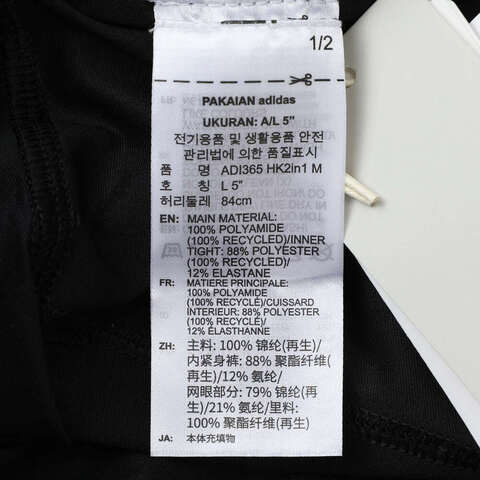 1/2
PAKAIAN adidas
UKURAN: A/L 5"
전기용품 및 생활용품 안전
관리법에 의한 품질표시
품 명 ADI365 HK2in1 M
호 칭 L 5"
허리둘레 84cm
EN: MAIN MATERIAL:
100% POLYAMIDE
(100% RECYCLED)/INNER
TIGHT: 88% POLYESTER
(100% RECYCLED)/
12% ELASTANE
FR: MATIERE PRINCIPALE:
100% POLYAMIDE
(100% RECYCLÉ)/CUISSARD
INTERIEUR: 88% POLYESTER
(100% RECYCLÉ)/
12% ÉLASTHANNE
ZH: 主料: 100% 锦纶(再生)/
内紧身裤: 88% 聚酯纤维(再
生)/12% 氨纶/
网眼部分: 79% 锦纶(再
生)/21% 氨纶/里料:
100% 聚酯纤维(再生)
JA: 本体充填物